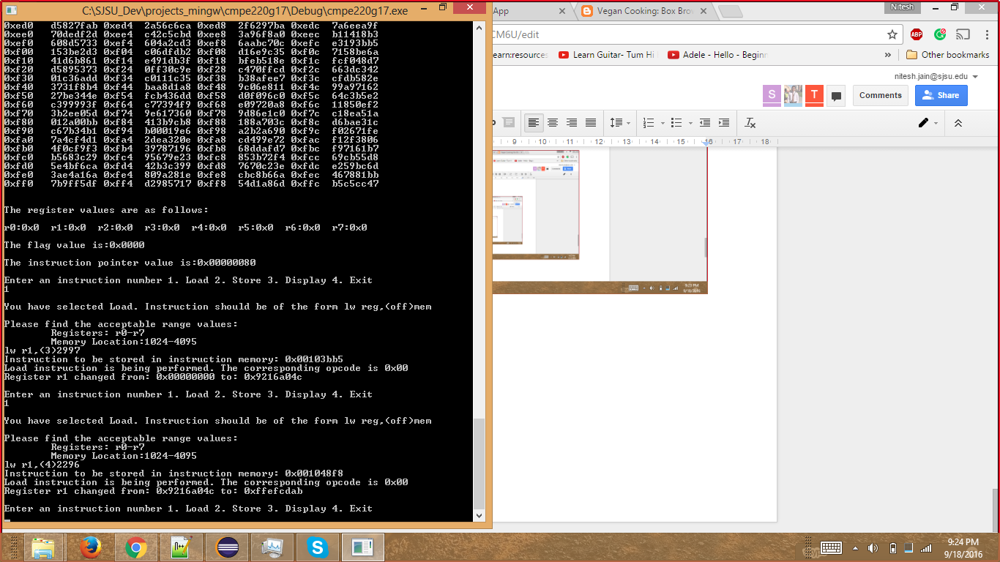 C:\SJSU_Dev\projects_mingw\cmpe220g17\Debug\cmpe220g17.exe
0xed0 d5827fab 0xed4 2a56c6ca 0xed8 2f6297ba 0xedc 7a6eea9f
0xee0 70dedf2d 0xee4 c42c5cbd 0xee8 3a96f8a0 0xeec b11418b3
0xef0 608d5733 0xef4 604a2cd3 0xef8 6aabc70c 0xefc e3193bb5
0xf00 153be2d3 0xf04 e06dfdb2 0xf08 d16e9c35 0xf0c 7158be6a
0xf10 41d6b861 0xf14 e491db3f 0xf18 bfeb518e 0xf1c fcf048d7
0xf20 d5895373 0xf24 0ff30c9e 0xf28 c470ffcd 0xf2c 663dc342
0xf30 01c36add 0xf34 c0111c35 0xf38 b38afee7 0xf3c cfdb582e
0xf40 3731f8b4 0xf44 baa8d1a8 0xf48 9c06e811 0xf4c 99a97162
0xf50 27be344e 0xf54 fcb436dd 0xf58 d0f096c0 0xf5c 64c3b5e2
0xf60 c399993f 0xf64 c77394f9 0xf68 e09720a8 0xf6c 11850ef2
0xf70 3b2ee05d 0xf74 9e617360 0xf78 9d86e1c0 0xf7c c18ea51a
0xf80 012a00bb 0xf84 413b9cb0 0xf88 188a703c 0xf8c d6bae31c
0xf90 c67b34b1 0xf94 b00019e6 0xf98 a2b2a690 0xf9c f02671fe
0xfa0 7a4cf4d1 0xfa4 2dea320e 0xfa8 cd499e72 0xfac f12f3806
0xfb0 4f0cf9f3 0xfb4 39789198 0xfb8 68ddafd7 0xfbc f97161b7
0xfc0 b5683c29 0xfc4 95679e23 0xfc8 853b72f4 0xfcc 69cb55d8
0xfd0 5e4bf6ca 0xfd4 42b3c399 0xfd8 7670c23e 0xfdc e259bc6d
0xfe0 3ae4a16a 0xfe4 809a281e 0xfe8 cbc8b66a 0xfec 467881bb
0xff0 7b9ff5df 0xff4 d2985717 0xff8 54d1a86d 0xffc b5c5cc47
The register values are as follows:
r0:0x0 r1:0x0 r2:0x0 r3:0x0 r4:0x0 r5:0x0 r6:0x0 r7:0x0
The flag value is:0x0000
The instruction pointer value is:0x00000080
Enter an instruction number 1. Load 2. Store 3. Display 4. Exit
1
You have selected Load. Instruction should be of the form lw reg,(off)mem
Please find the acceptable range values:
Registers: r0-r7
Memory Location:1024-4095
lw r1,(3)2997
Instruction to be stored in instruction memory: 0x00103bb5
Load instruction is being performed. The corresponding opcode is 0x00
Register r1 changed from: 0x00000000 to: 0x9216a04c
Enter an instruction number 1. Load 2. Store 3. Display 4. Exit
1
You have selected Load. Instruction should be of the form lw reg,(off)mem
Please find the acceptable range values:
Registers: r0-r7
Memory Location:1024-4095
lw r1,(4)2296
Instruction to be stored in instruction memory: 0x001048f8
Load instruction is being performed. The corresponding opcode is 0x00
Register r1 changed from: 0x9216a04c to: 0xffefcdab
Enter an instruction number 1. Load 2. Store 3. Display 4. Exit
App
Vegan Cooking: Box Bro
Nitesh
CM6U/edit
ABP
earn:resources
Learn Guitar- Tum Hi
Adele - Hello - Beginn
»
Other bookmarks
nitesh.jain@sjsu.edu
S
T
Comments
Share
9 10 11 12 13 14 15 16 17 18
9:23 PM
9/18/2016
9:24 PM
9/18/2016